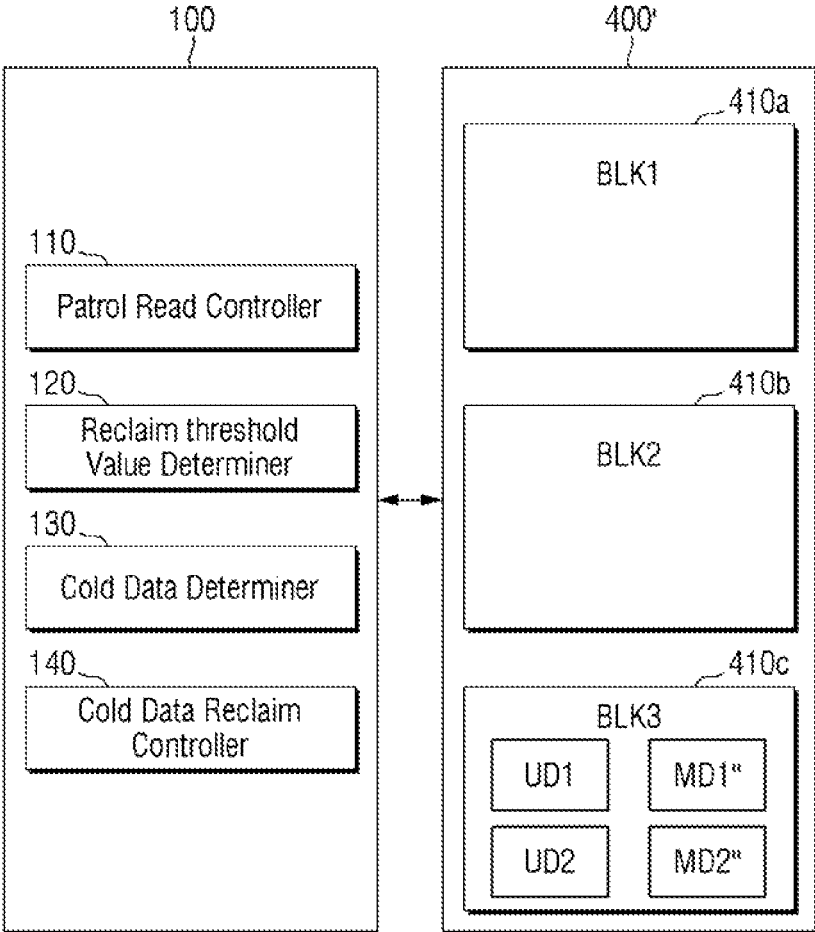 100
110
Patrol Read Controller
120
Reclaim threshold
Value Determiner
130
Cold Data Determiner
140
Cold Data Reclaim
Controller
400'
410a
BLK1
410b
BLK2
410c
BLK3
UD1
MD1"
UD2
MD2"